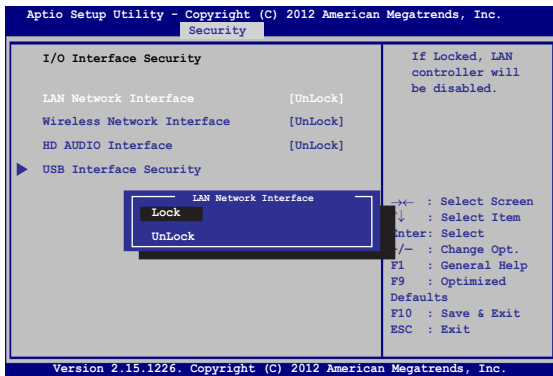 Aptio Setup Utility - Copyright (C) 2012 American Megatrends, Inc.
Security
I/O Interface Security
LAN Network Interface [UnLock]
Wireless Network Interface [UnLock]
HD AUDIO Interface [UnLock]
USB Interface Security
If Locked, LAN
controller will
be disabled.
LAN Network Interface
Lock
UnLock
→← : Select Screen
↑↓ : Select Item
Enter: Select
+/— : Change Opt.
F1 : General Help
F9 : Optimized
Defaults
F10 : Save & Exit
ESC : Exit
Version 2.15.1226. Copyright (C) 2012 American Megatrends, Inc.